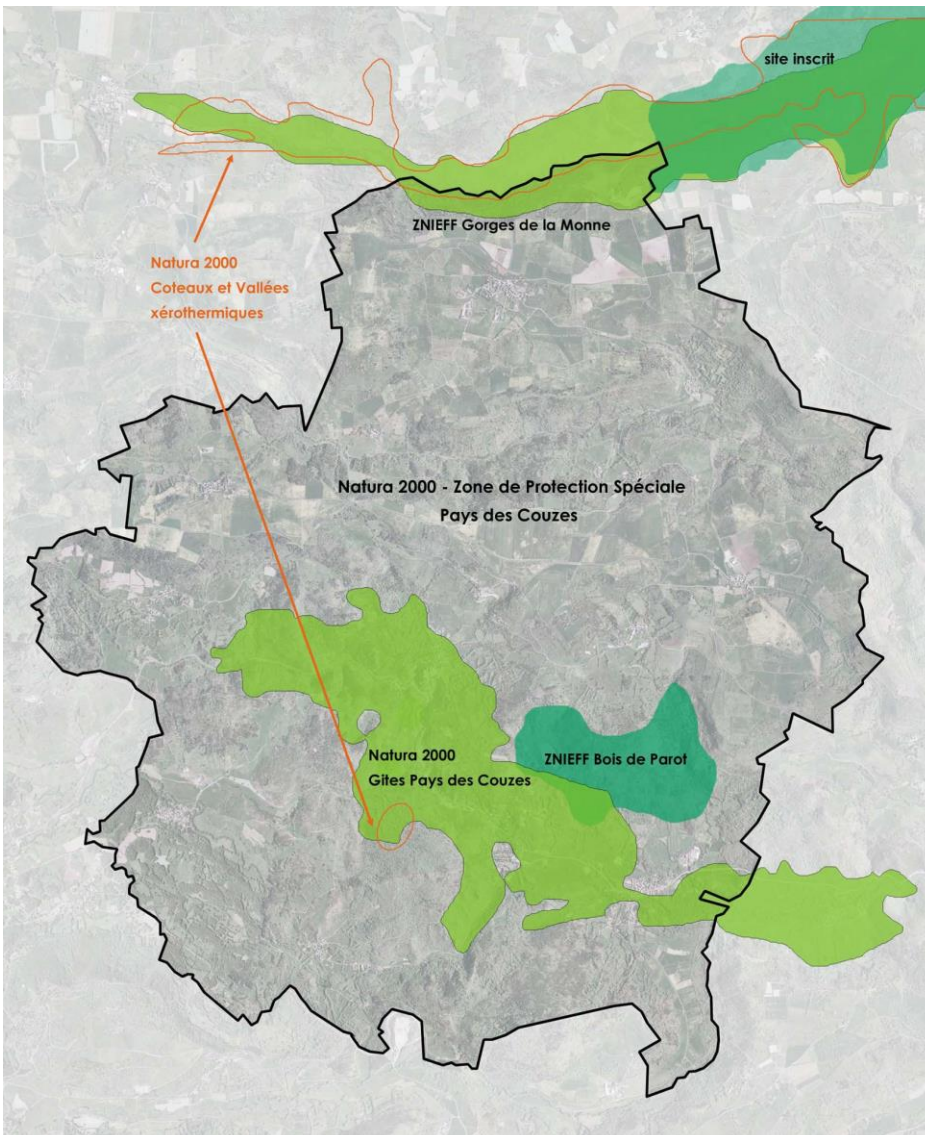 site inscrit
ZNIEFF Gorges de la Monne
Natura 2000
Coteaux et Vallées
xérothermiques
Natura 2000 - Zone de Protection Spéciale
Pays des Couzes
Natura 2000
Gites Pays des Couzes
ZNIEFF Bois de Parot